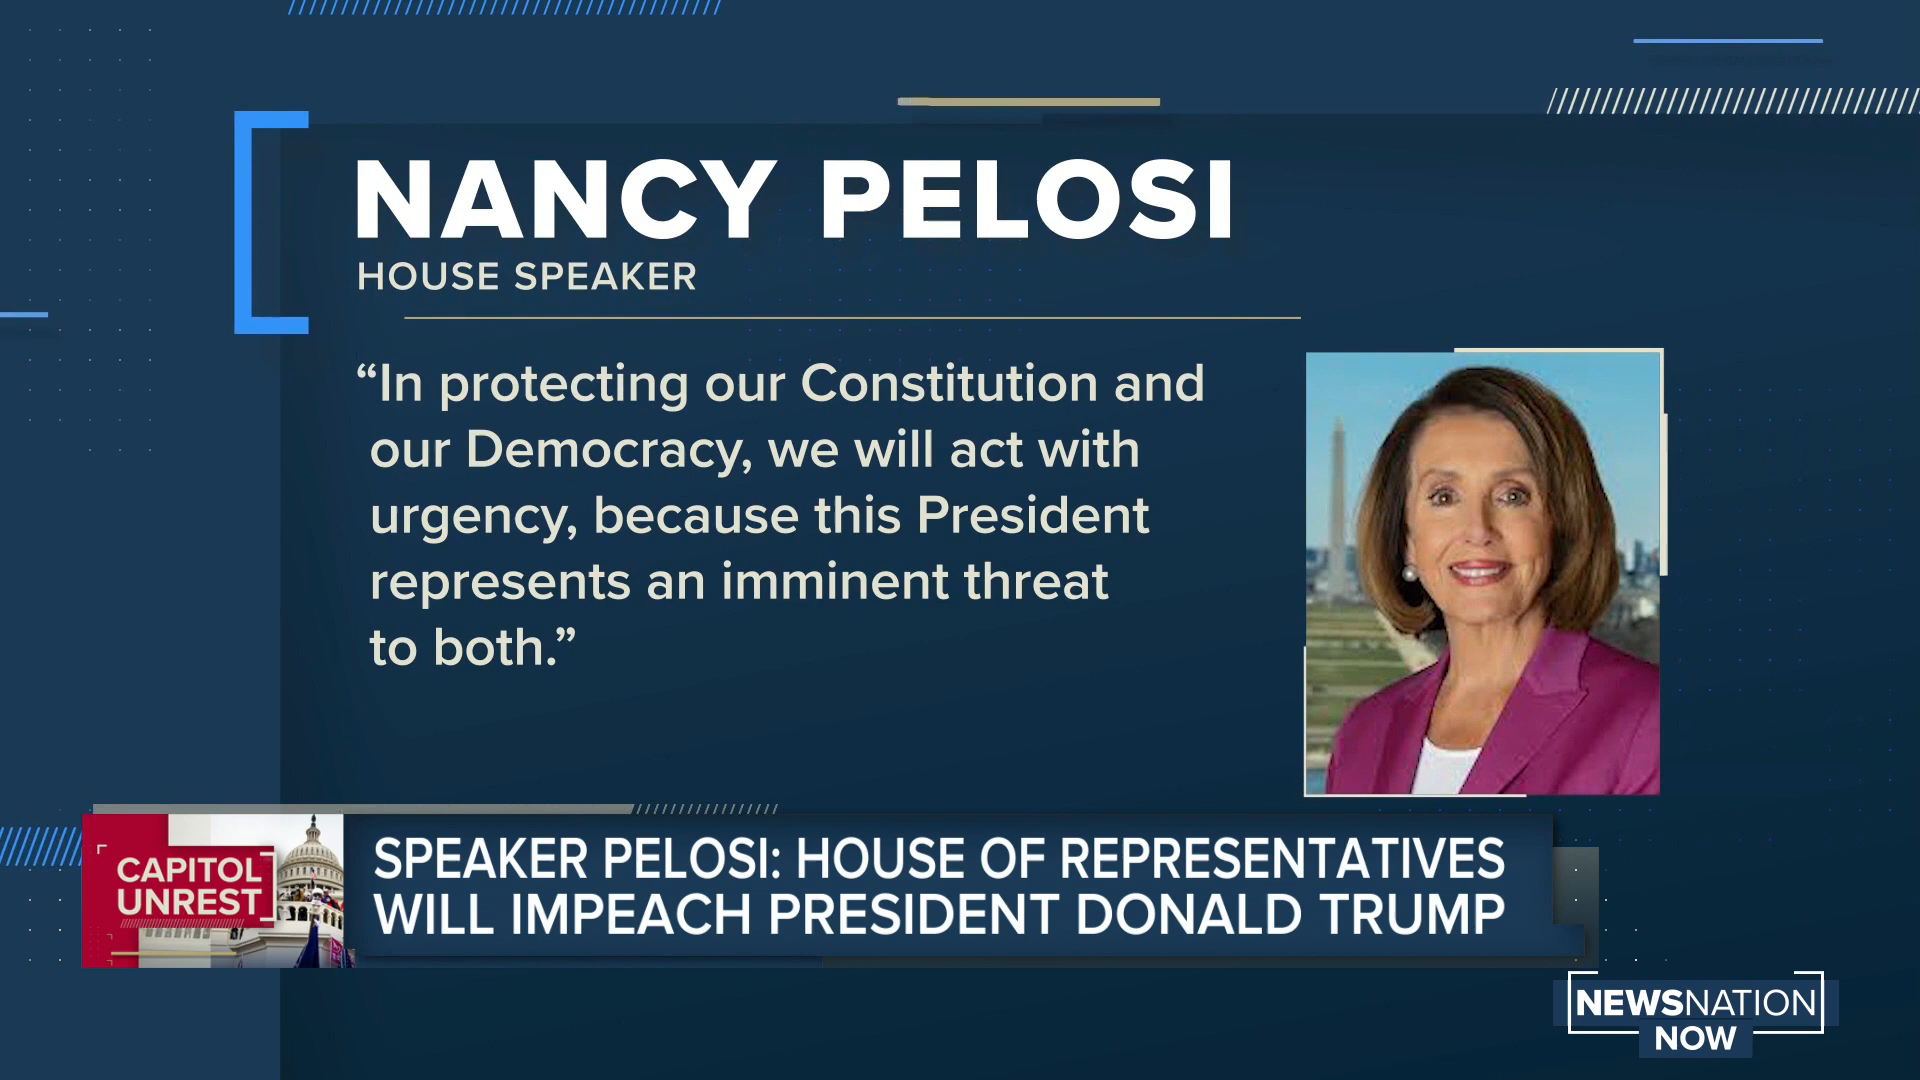 NANCY PELOSI
HOUSE SPEAKER
“In protecting our Constitution and
our Democracy, we will act with
urgency, because this President
represents an imminent threat
to both.”
CAPITOL
UNREST
SPEAKER PELOSI: HOUSE OF REPRESENTATIVES
WILL IMPEACH PRESIDENT DONALD TRUMP
NEWSNATION
NOW